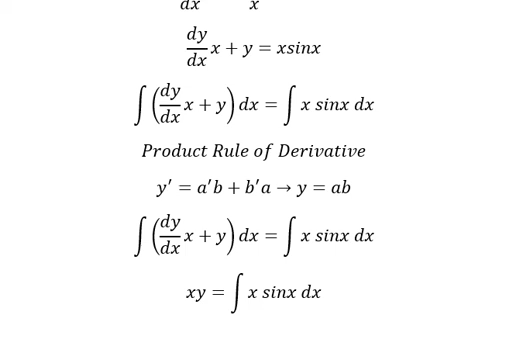 dx x
dy/dx x + y = xsinx
∫ (dy/dx x + y) dx = ∫ x sinx dx
Product Rule of Derivative
y′ = a′b + b′a → y = ab
∫ (dy/dx x + y) dx = ∫ x sinx dx
xy = ∫ x sinx dx